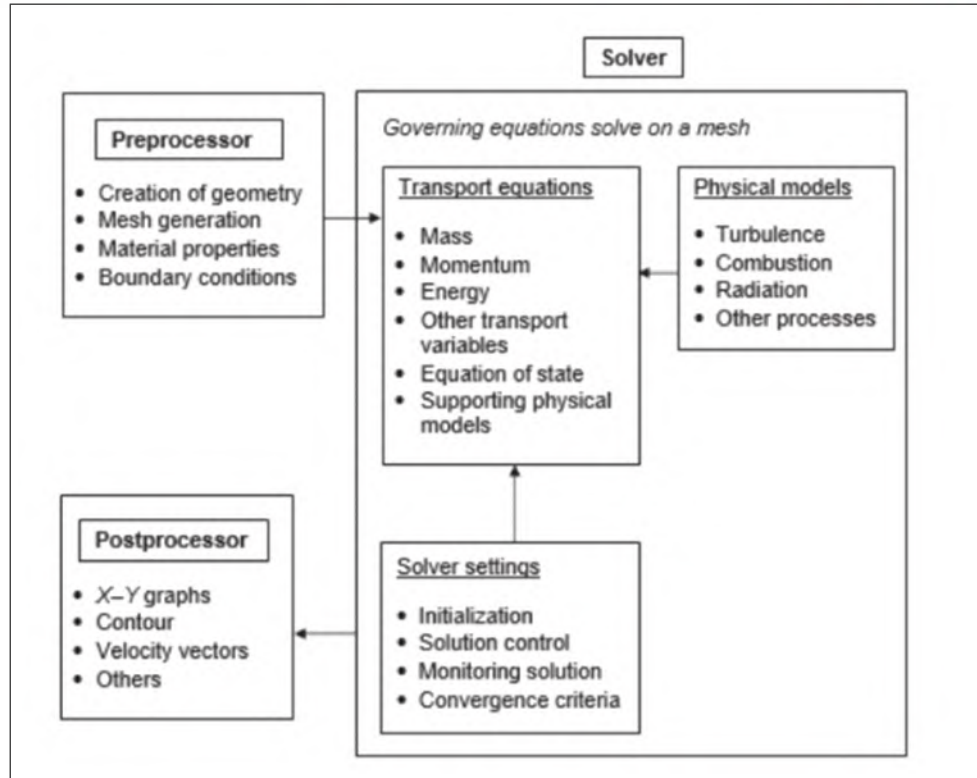 Solver
Preprocessor
• Creation of geometry
• Mesh generation
• Material properties
• Boundary conditions
Governing equations solve on a mesh
Transport equations
• Mass
• Momentum
• Energy
• Other transport
variables
• Equation of state
• Supporting physical
models
Physical models
• Turbulence
• Combustion
• Radiation
• Other processes
Postprocessor
• X–Y graphs
• Contour
• Velocity vectors
• Others
Solver settings
• Initialization
• Solution control
• Monitoring solution
• Convergence criteria